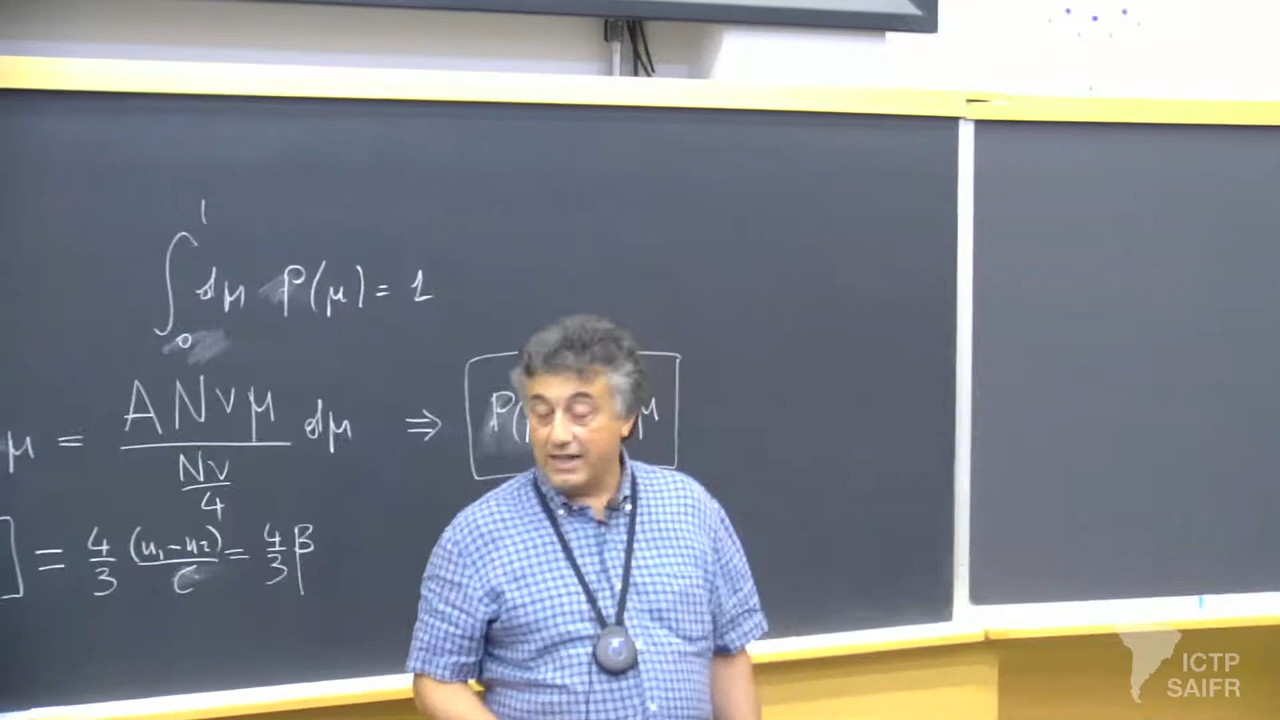 ∫₀¹ dμ P(μ) = 1
μ = ANvμ / (Nv/4) dμ ⇒ P( μ
] = 4/3 (u₁-u₂)/c = 4/3 β
ICTP
SAIFR